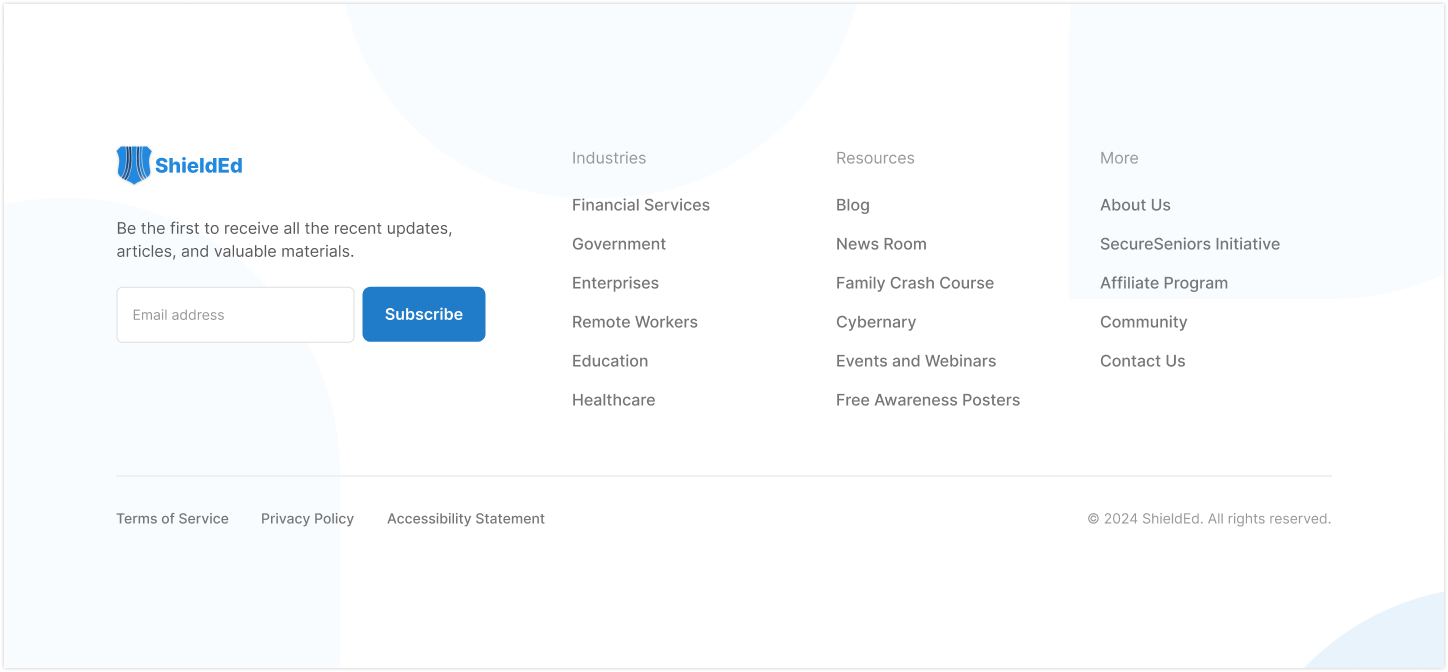 ShieldEd
Be the first to receive all the recent updates,
articles, and valuable materials.
Email address
Subscribe
Industries
Financial Services
Government
Enterprises
Remote Workers
Education
Healthcare
Resources
Blog
News Room
Family Crash Course
Cybernary
Events and Webinars
Free Awareness Posters
More
About Us
SecureSeniors Initiative
Affiliate Program
Community
Contact Us
Terms of Service
Privacy Policy
Accessibility Statement
© 2024 ShieldEd. All rights reserved.